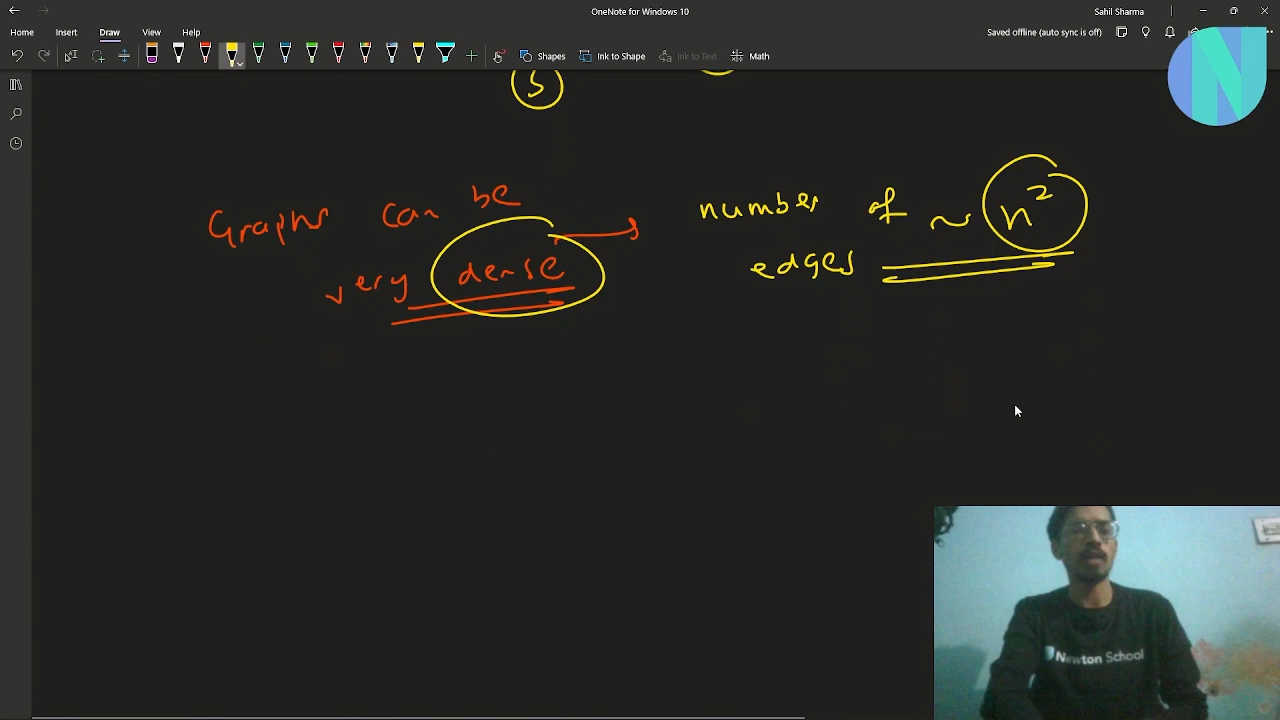 OneNote for Windows 10
Sahil Sharma
Home Insert Draw View Help
Saved offline (auto sync is off)
Shapes Ink to Shape Ink to Text Math
5
Graphs can be
very dense
number of ~ n²
edges
Newton School